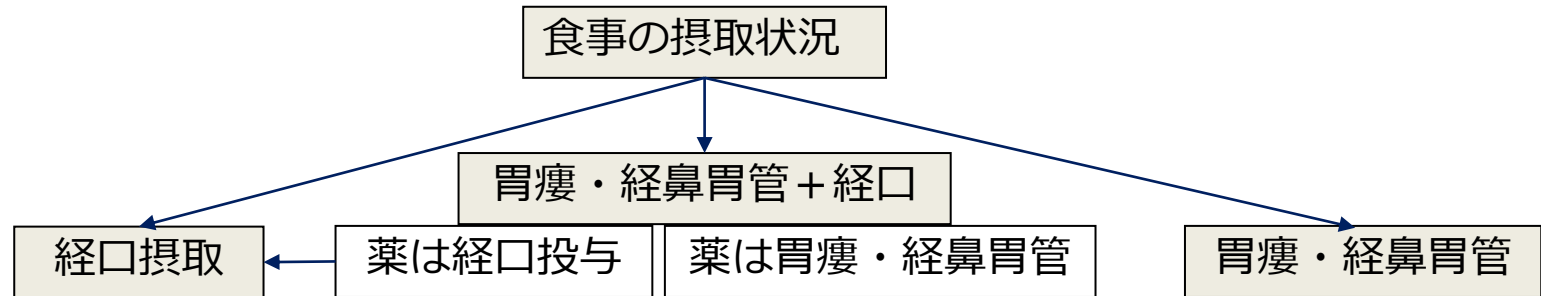 食事の摂取状況
胃瘻・経鼻胃管＋経口
経口摂取
薬は経口投与
薬は胃瘻・経鼻胃管
胃瘻・経鼻胃管